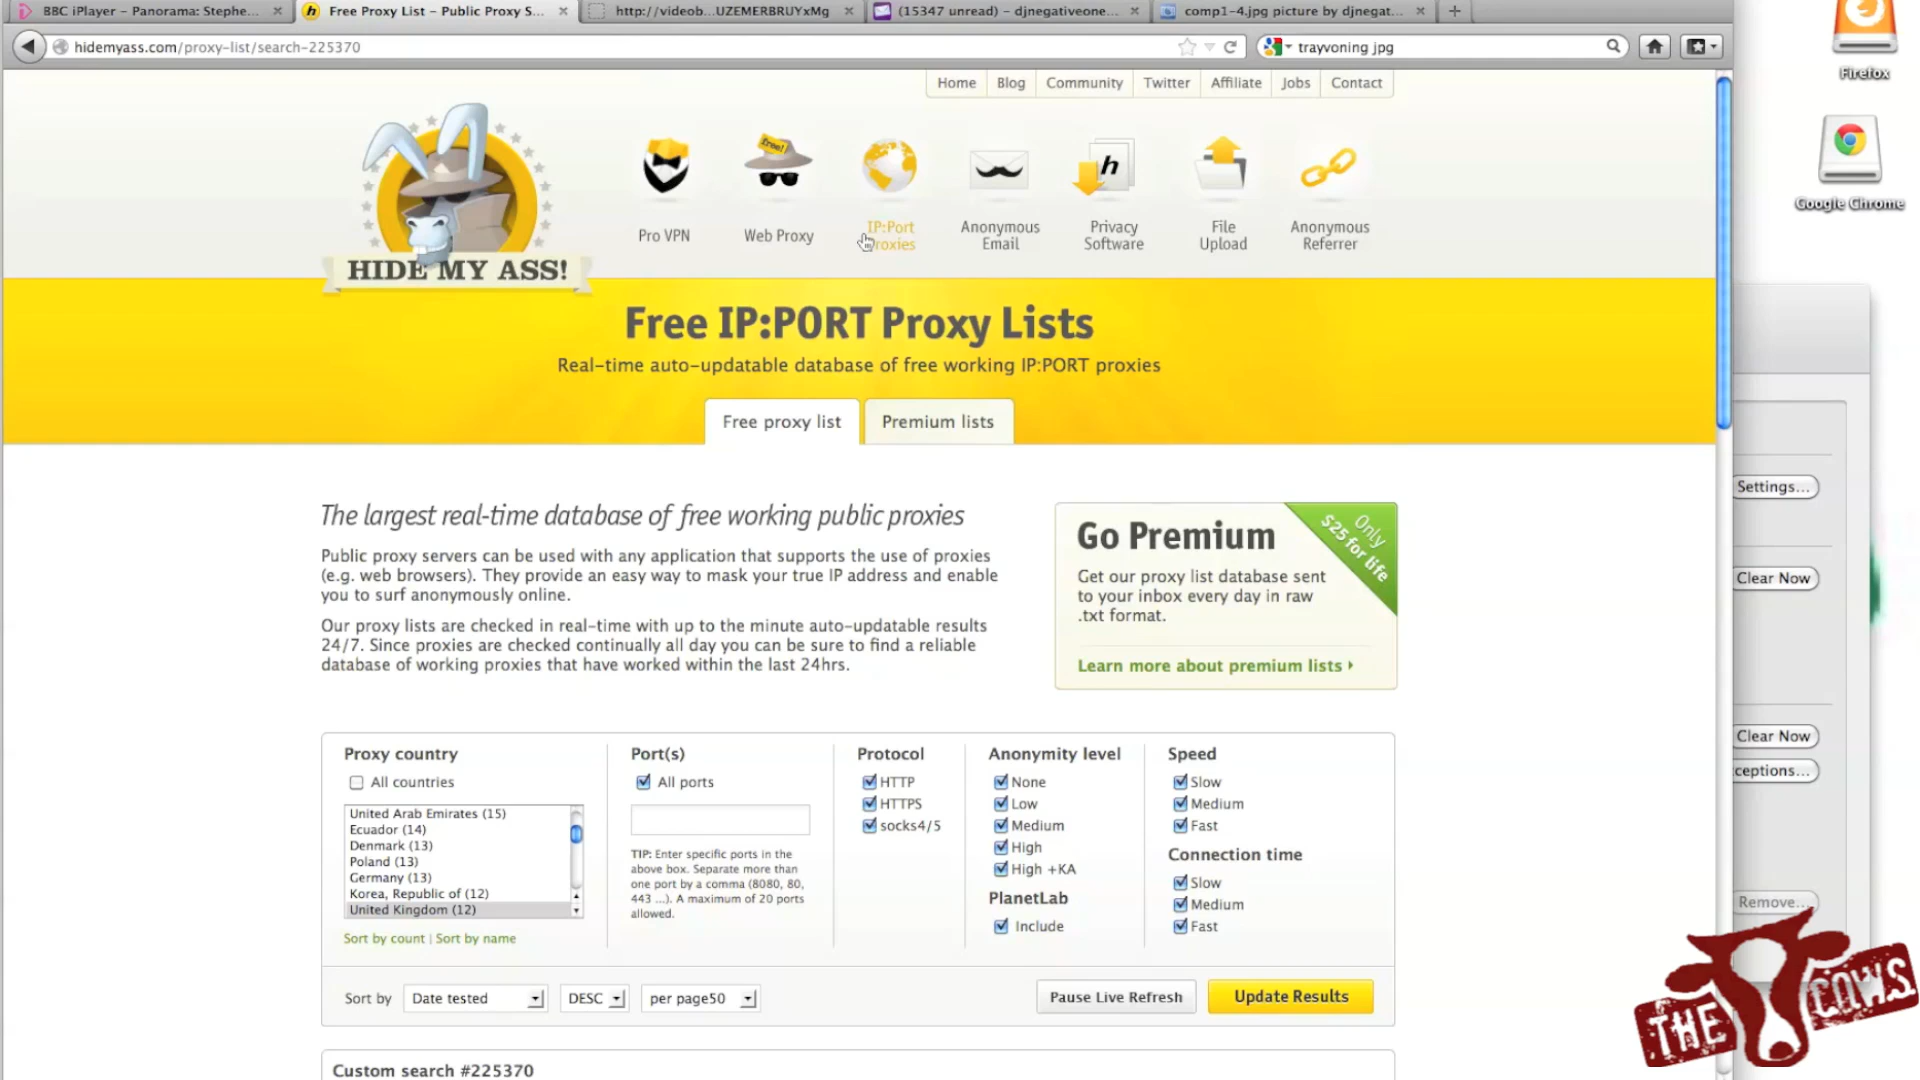 BBC iPlayer – Panorama: Stephe...
Free Proxy List – Public Proxy S...
http://videob...UZEMERBRUYxMg
(15347 unread) – djnegativeone...
comp1-4.jpg picture by djnegat...
hidemyass.com/proxy-list/search-225370
trayvoning jpg
Firefox
Google Chrome
Home
Blog
Community
Twitter
Affiliate
Jobs
Contact
free!
h
HIDE MY ASS!
Pro VPN
Web Proxy
IP:Port
Proxies
Anonymous
Email
Privacy
Software
File
Upload
Anonymous
Referrer
Free IP:PORT Proxy Lists
Real-time auto-updatable database of free working IP:PORT proxies
Free proxy list
Premium lists
The largest real-time database of free working public proxies
Public proxy servers can be used with any application that supports the use of proxies
(e.g. web browsers). They provide an easy way to mask your true IP address and enable
you to surf anonymously online.
Our proxy lists are checked in real-time with up to the minute auto-updatable results
24/7. Since proxies are checked continually all day you can be sure to find a reliable
database of working proxies that have worked within the last 24hrs.
Go Premium
Only
$25 for life
Get our proxy list database sent
to your inbox every day in raw
.txt format.
Learn more about premium lists
Settings...
Clear Now
Clear Now
ceptions...
Remove...
Proxy country
All countries
United Arab Emirates (15)
Ecuador (14)
Denmark (13)
Poland (13)
Germany (13)
Korea, Republic of (12)
United Kingdom (12)
Sort by count | Sort by name
Port(s)
All ports
TIP: Enter specific ports in the
above box. Separate more than
one port by a comma (8080, 80,
443 ...). A maximum of 20 ports
allowed.
Protocol
HTTP
HTTPS
socks4/5
Anonymity level
None
Low
Medium
High
High +KA
PlanetLab
Include
Speed
Slow
Medium
Fast
Connection time
Slow
Medium
Fast
Sort by
Date tested
DESC
per page50
Pause Live Refresh
Update Results
Custom search #225370
THE COWS